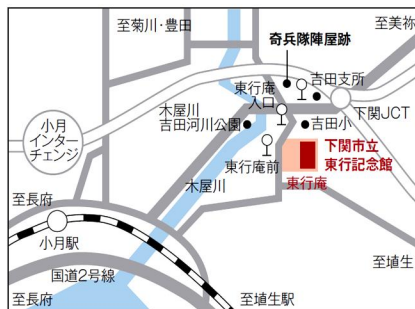 至菊川・豊田
至美祢
奇兵隊陣屋跡
吉田支所
東行庵
入口
下関JCT
小月
インター
チェンジ
木屋川
吉田河川公園
吉田小
東行庵前
下関市立
東行記念館
東行庵
木屋川
至長府
小月駅
国道2号線
至長府
至埴生
至埴生駅